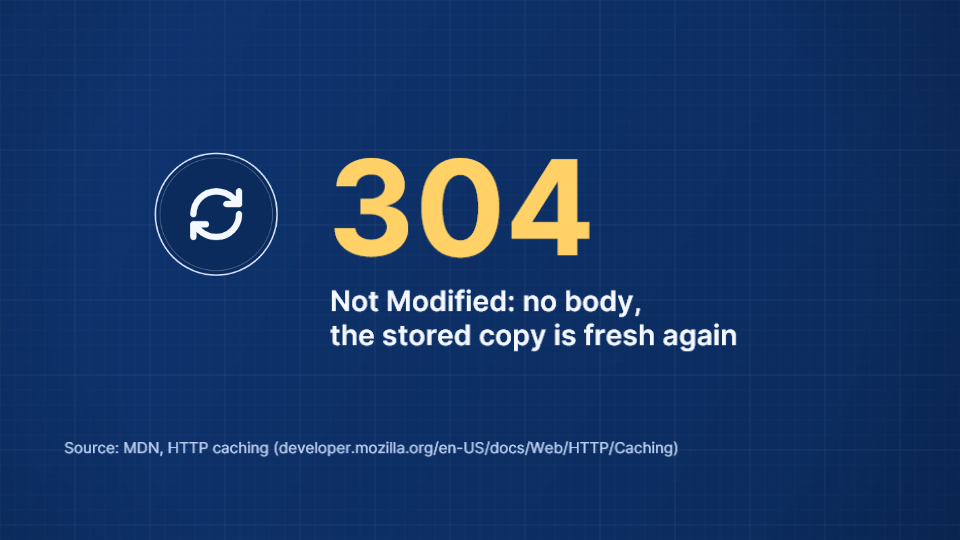 304
Not Modified: no body,
the stored copy is fresh again
Source: MDN, HTTP caching (developer.mozilla.org/en-US/docs/Web/HTTP/Caching)